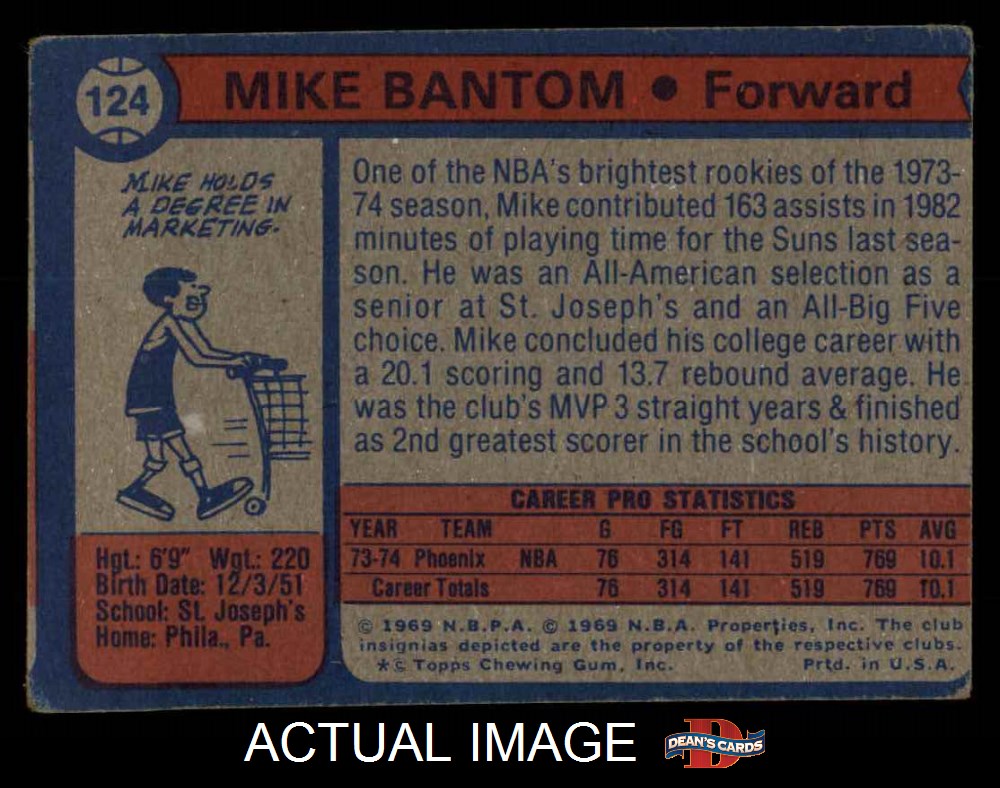 124
MIKE BANTOM • Forward
MIKE HOLDS
A DEGREE IN
MARKETING.
One of the NBA's brightest rookies of the 1973-
74 season, Mike contributed 163 assists in 1982
minutes of playing time for the Suns last sea-
son. He was an All-American selection as a
senior at St. Joseph's and an All-Big Five
choice. Mike concluded his college career with
a 20.1 scoring and 13.7 rebound average. He
was the club's MVP 3 straight years & finished
as 2nd greatest scorer in the school's history.
CAREER PRO STATISTICS
YEAR TEAM G FG FT REB PTS AVG
73-74 Phoenix NBA 76 314 141 519 769 10.1
Career Totals 76 314 141 519 769 10.1
Hgt.: 6'9" Wgt.: 220
Birth Date: 12/3/51
School: St. Joseph's
Home: Phila., Pa.
© 1969 N.B.P.A. © 1969 N.B.A. Properties, Inc. The club
insignias depicted are the property of the respective clubs.
*© Topps Chewing Gum, Inc. Prtd. in U.S.A.
ACTUAL IMAGE
D
DEAN'S CARDS